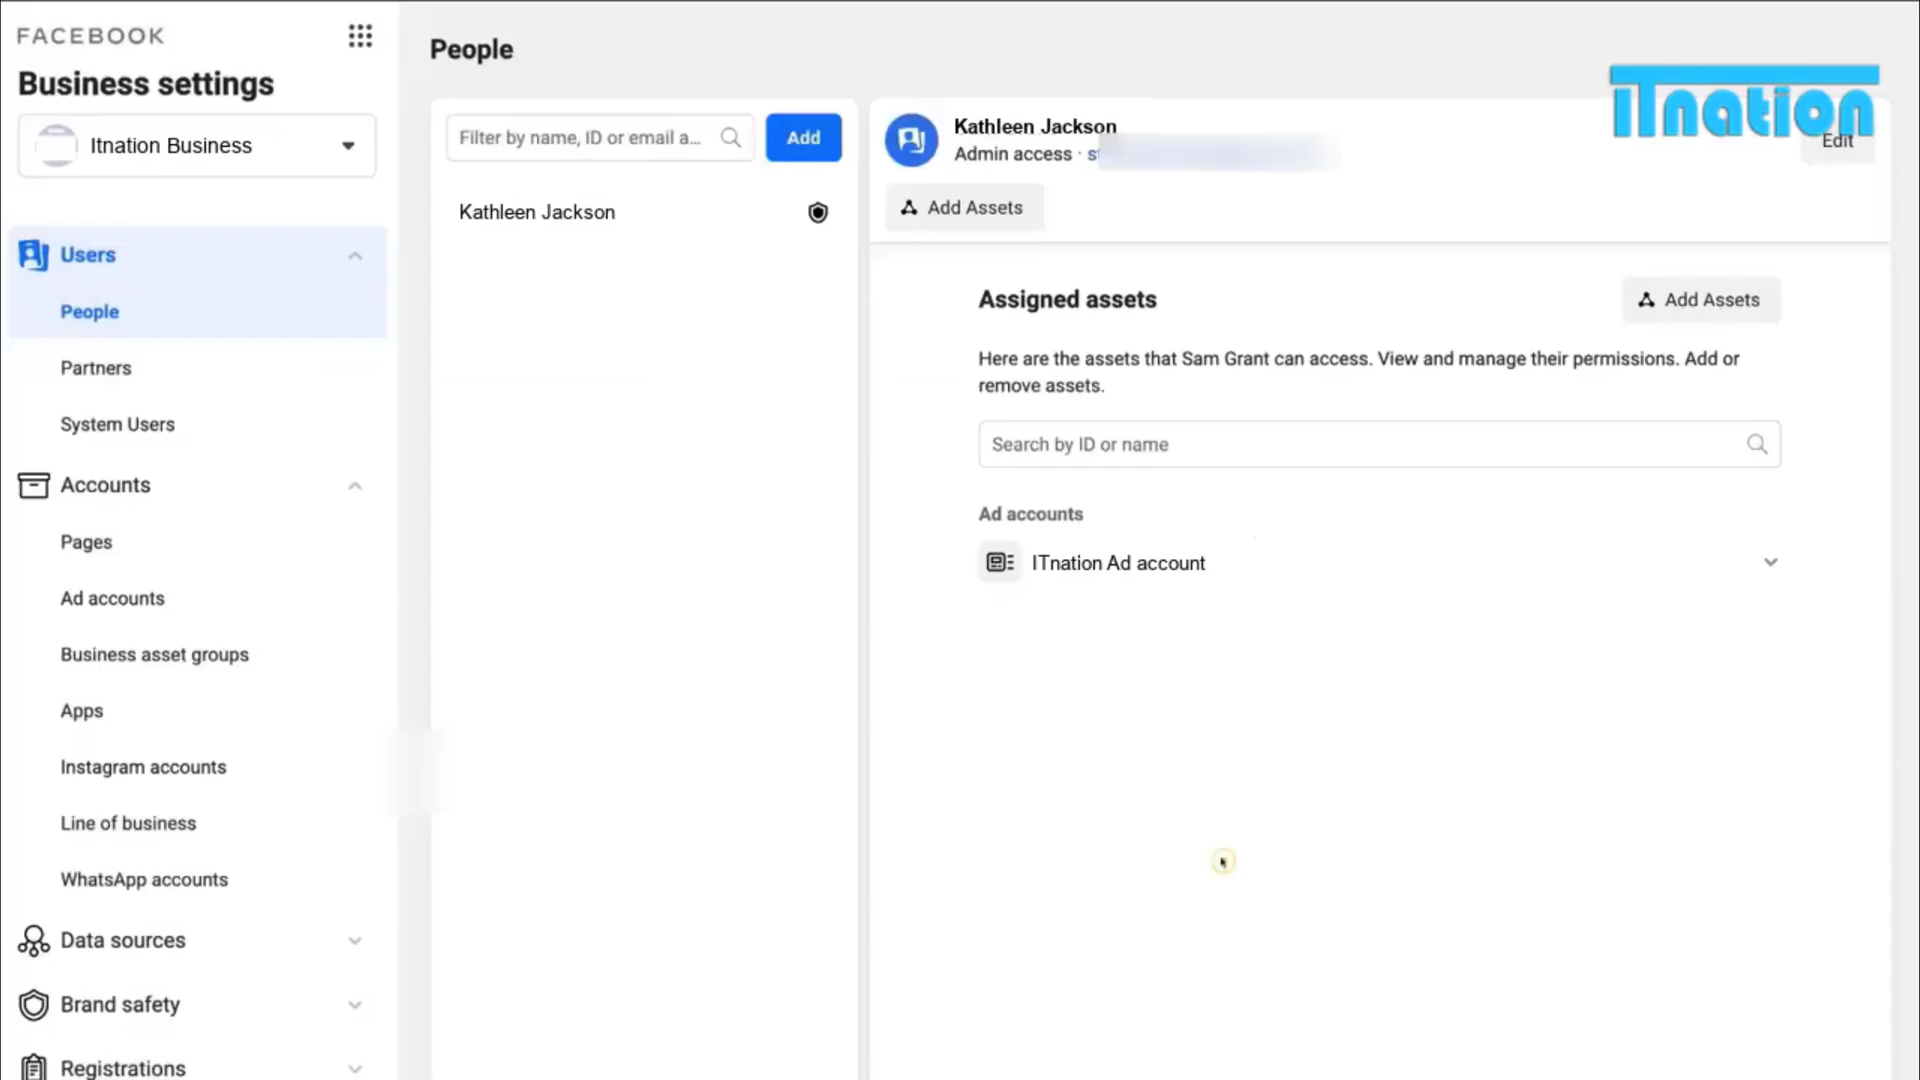 FACEBOOK
Business settings
Itnation Business
Users
People
Partners
System Users
Accounts
Pages
Ad accounts
Business asset groups
Apps
Instagram accounts
Line of business
WhatsApp accounts
Data sources
Brand safety
Registrations
People
Filter by name, ID or email a...
Add
Kathleen Jackson
ITnation
Kathleen Jackson
Admin access ·
Edit
Add Assets
Assigned assets
Add Assets
Here are the assets that Sam Grant can access. View and manage their permissions. Add or
remove assets.
Search by ID or name
Ad accounts
ITnation Ad account